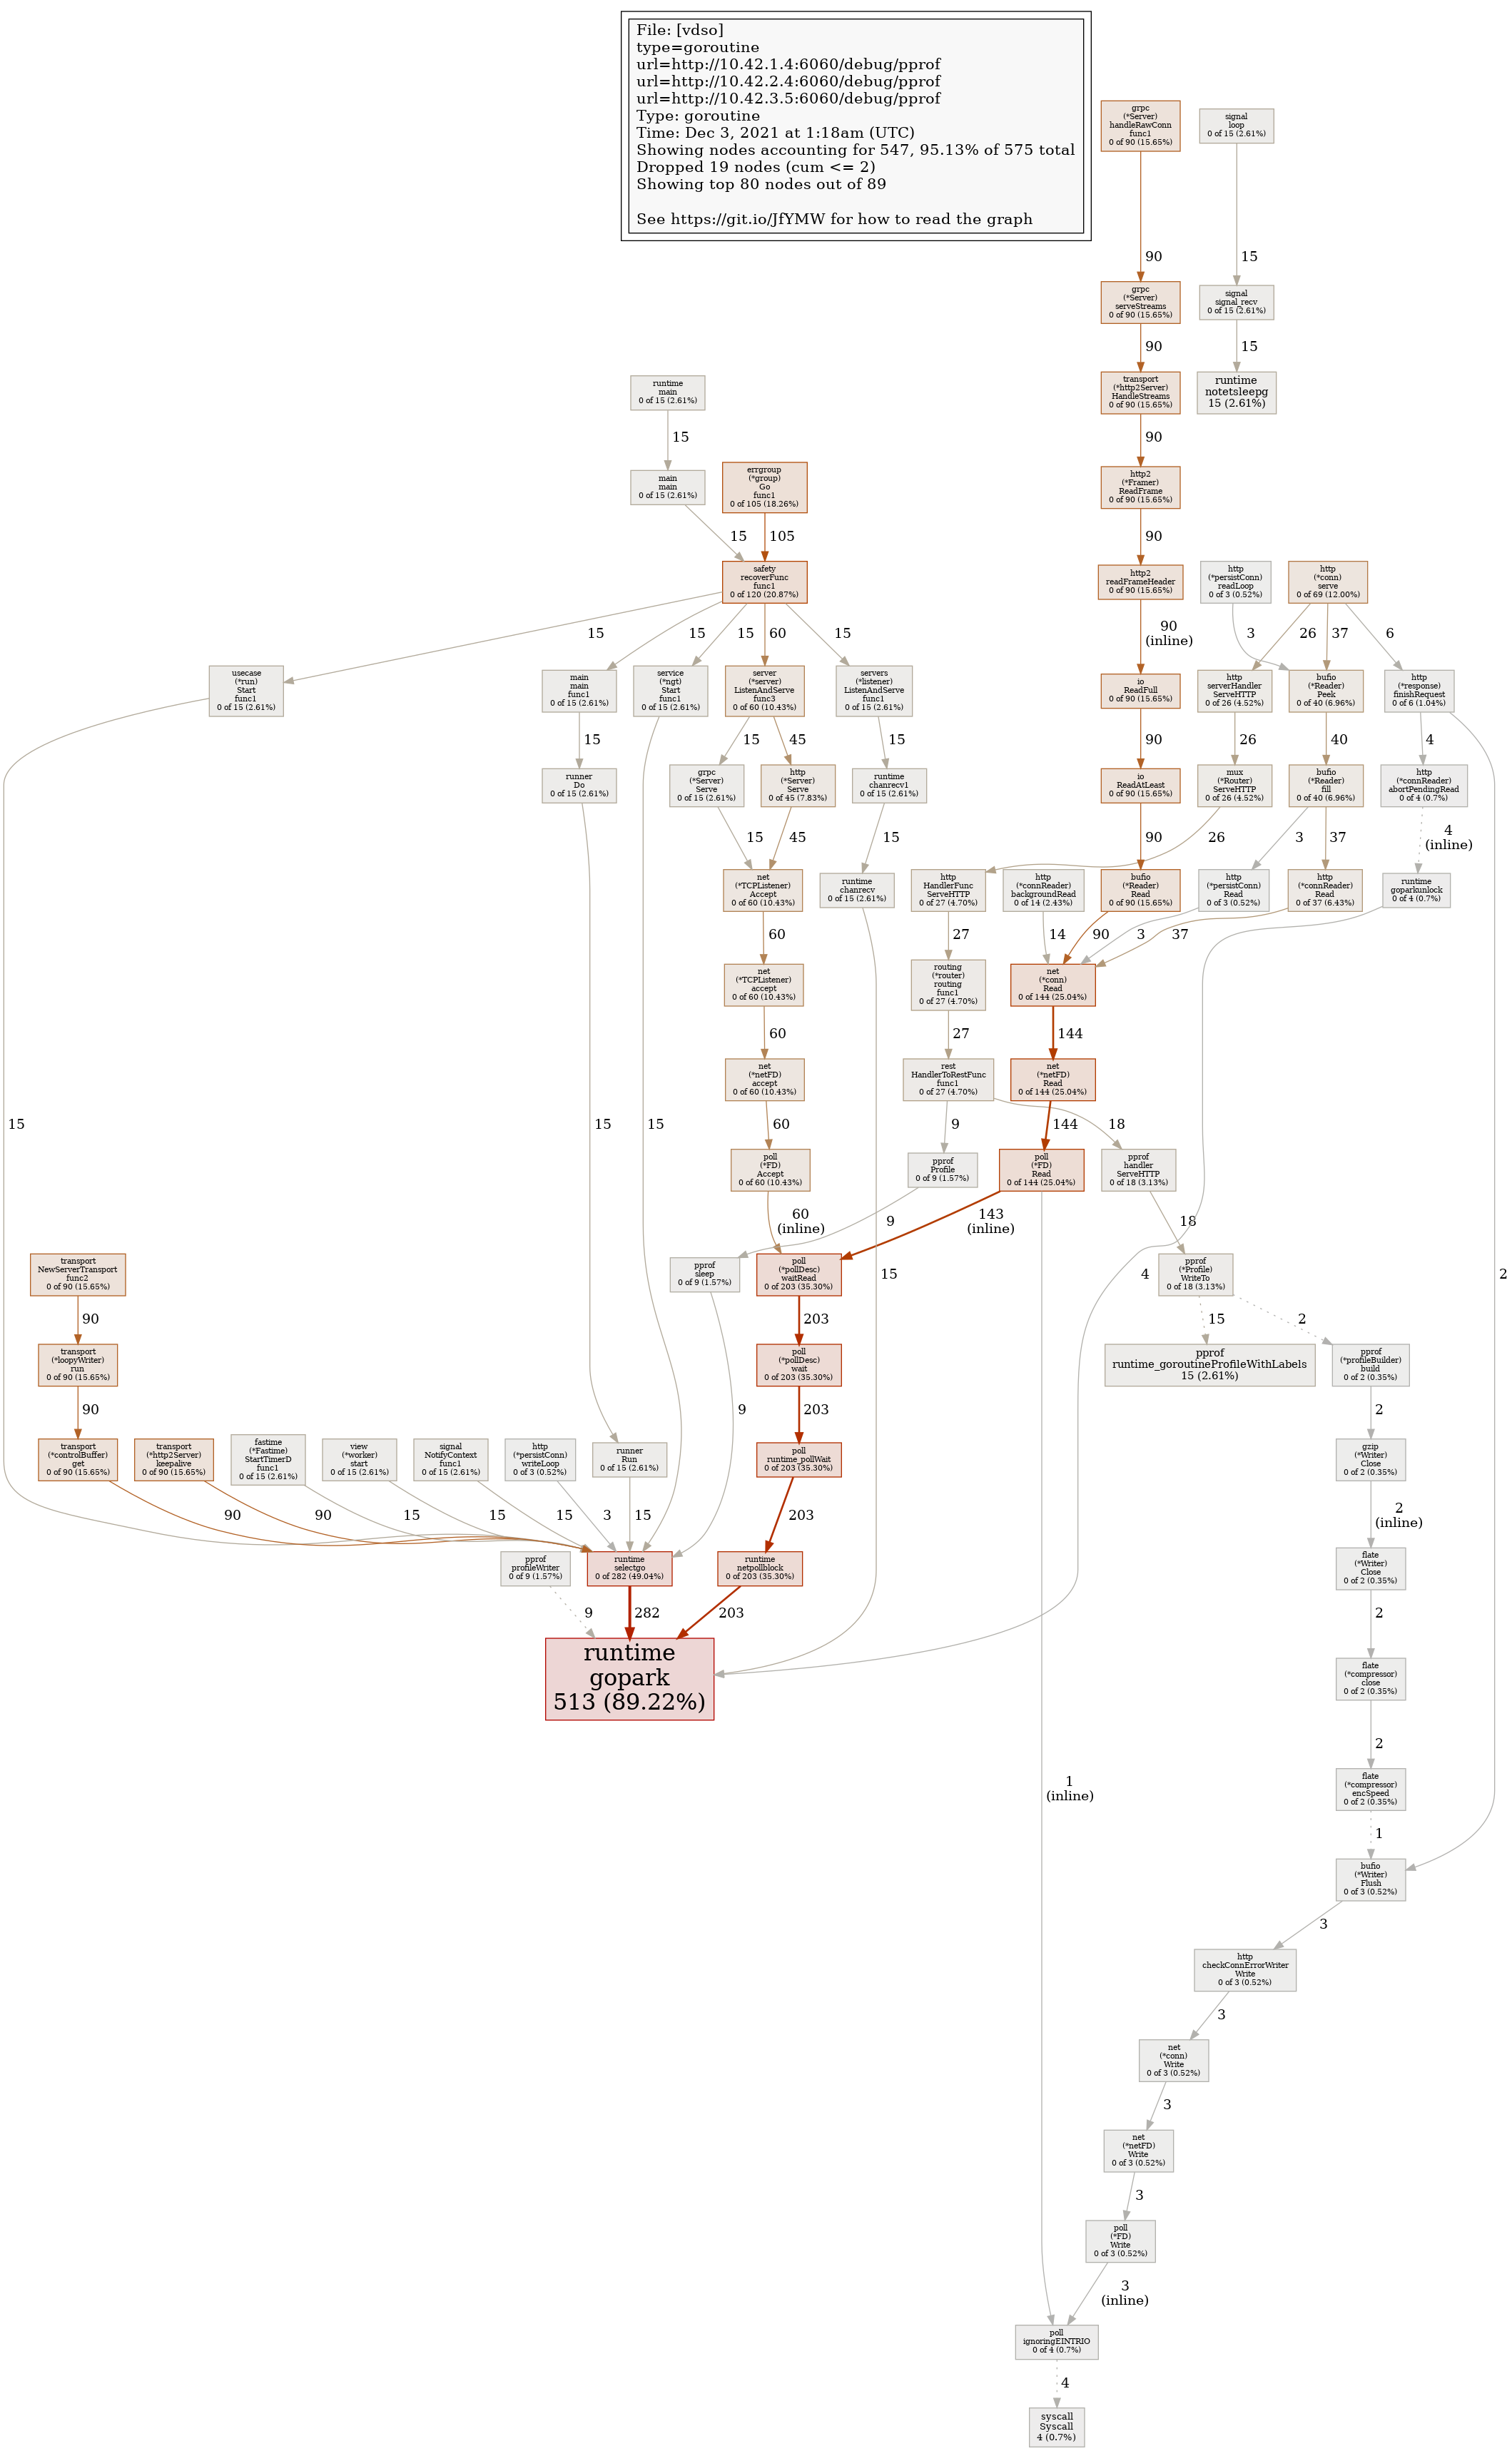 File: [vdso]
type=goroutine
url=http://10.42.1.4:6060/debug/pprof
url=http://10.42.2.4:6060/debug/pprof
url=http://10.42.3.5:6060/debug/pprof
Type: goroutine
Time: Dec 3, 2021 at 1:18am (UTC)
Showing nodes accounting for 547, 95.13% of 575 total
Dropped 19 nodes (cum <= 2)
Showing top 80 nodes out of 89
See https://git.io/JfYMW for how to read the graph
grpc
(*Server)
handleRawConn
func1
0 of 90 (15.65%)
signal
loop
0 of 15 (2.61%)
90
15
grpc
(*Server)
serveStreams
0 of 90 (15.65%)
signal
signal_recv
0 of 15 (2.61%)
90
15
transport
(*http2Server)
HandleStreams
0 of 90 (15.65%)
runtime
notetsleepg
15 (2.61%)
runtime
main
0 of 15 (2.61%)
15
90
main
main
0 of 15 (2.61%)
errgroup
(*group)
Go
func1
0 of 105 (18.26%)
http2
(*Framer)
ReadFrame
0 of 90 (15.65%)
15
105
90
safety
recoverFunc
func1
0 of 120 (20.87%)
http2
readFrameHeader
0 of 90 (15.65%)
http
(*persistConn)
readLoop
0 of 3 (0.52%)
http
(*conn)
serve
0 of 69 (12.00%)
15
15
15
60
15
90
(inline)
3
26
37
6
usecase
(*run)
Start
func1
0 of 15 (2.61%)
main
main
func1
0 of 15 (2.61%)
service
(*ngt)
Start
func1
0 of 15 (2.61%)
server
(*server)
ListenAndServe
func3
0 of 60 (10.43%)
servers
(*listener)
ListenAndServe
func1
0 of 15 (2.61%)
io
ReadFull
0 of 90 (15.65%)
http
serverHandler
ServeHTTP
0 of 26 (4.52%)
bufio
(*Reader)
Peek
0 of 40 (6.96%)
http
(*response)
finishRequest
0 of 6 (1.04%)
15
15
45
15
90
26
40
4
runner
Do
0 of 15 (2.61%)
grpc
(*Server)
Serve
0 of 15 (2.61%)
http
(*Server)
Serve
0 of 45 (7.83%)
runtime
chanrecv1
0 of 15 (2.61%)
io
ReadAtLeast
0 of 90 (15.65%)
mux
(*Router)
ServeHTTP
0 of 26 (4.52%)
bufio
(*Reader)
fill
0 of 40 (6.96%)
http
(*connReader)
abortPendingRead
0 of 4 (0.7%)
15
45
15
90
26
3
37
4
(inline)
net
(*TCPListener)
Accept
0 of 60 (10.43%)
runtime
chanrecv
0 of 15 (2.61%)
http
HandlerFunc
ServeHTTP
0 of 27 (4.70%)
http
(*connReader)
backgroundRead
0 of 14 (2.43%)
bufio
(*Reader)
Read
0 of 90 (15.65%)
http
(*persistConn)
Read
0 of 3 (0.52%)
http
(*connReader)
Read
0 of 37 (6.43%)
runtime
goparkunlock
0 of 4 (0.7%)
60
27
14
90
3
37
net
(*TCPListener)
accept
0 of 60 (10.43%)
routing
(*router)
routing
func1
0 of 27 (4.70%)
net
(*conn)
Read
0 of 144 (25.04%)
60
27
144
net
(*netFD)
accept
0 of 60 (10.43%)
rest
HandlerToRestFunc
func1
0 of 27 (4.70%)
net
(*netFD)
Read
0 of 144 (25.04%)
15
15
15
60
9
144
18
poll
(*FD)
Accept
0 of 60 (10.43%)
pprof
Profile
0 of 9 (1.57%)
poll
(*FD)
Read
0 of 144 (25.04%)
pprof
handler
ServeHTTP
0 of 18 (3.13%)
60
(inline)
9
143
(inline)
18
transport
NewServerTransport
func2
0 of 90 (15.65%)
pprof
sleep
0 of 9 (1.57%)
poll
(*pollDesc)
waitRead
0 of 203 (35.30%)
15
pprof
(*Profile)
WriteTo
0 of 18 (3.13%)
4
2
90
203
15
2
transport
(*loopyWriter)
run
0 of 90 (15.65%)
poll
(*pollDesc)
wait
0 of 203 (35.30%)
pprof
runtime_goroutineProfileWithLabels
15 (2.61%)
pprof
(*profileBuilder)
build
0 of 2 (0.35%)
90
9
203
2
transport
(*controlBuffer)
get
0 of 90 (15.65%)
transport
(*http2Server)
keepalive
0 of 90 (15.65%)
fastime
(*Fastime)
StartTimerD
func1
0 of 15 (2.61%)
view
(*worker)
start
0 of 15 (2.61%)
signal
NotifyContext
func1
0 of 15 (2.61%)
http
(*persistConn)
writeLoop
0 of 3 (0.52%)
runner
Run
0 of 15 (2.61%)
poll
runtime_pollWait
0 of 203 (35.30%)
gzip
(*Writer)
Close
0 of 2 (0.35%)
90
90
15
15
15
3
15
203
2
(inline)
pprof
profileWriter
0 of 9 (1.57%)
runtime
selectgo
0 of 282 (49.04%)
runtime
netpollblock
0 of 203 (35.30%)
flate
(*Writer)
Close
0 of 2 (0.35%)
9
282
203
2
runtime
gopark
513 (89.22%)
flate
(*compressor)
close
0 of 2 (0.35%)
2
1
(inline)
flate
(*compressor)
encSpeed
0 of 2 (0.35%)
1
bufio
(*Writer)
Flush
0 of 3 (0.52%)
3
http
checkConnErrorWriter
Write
0 of 3 (0.52%)
3
net
(*conn)
Write
0 of 3 (0.52%)
3
net
(*netFD)
Write
0 of 3 (0.52%)
3
poll
(*FD)
Write
0 of 3 (0.52%)
3
(inline)
poll
ignoringEINTRIO
0 of 4 (0.7%)
4
syscall
Syscall
4 (0.7%)